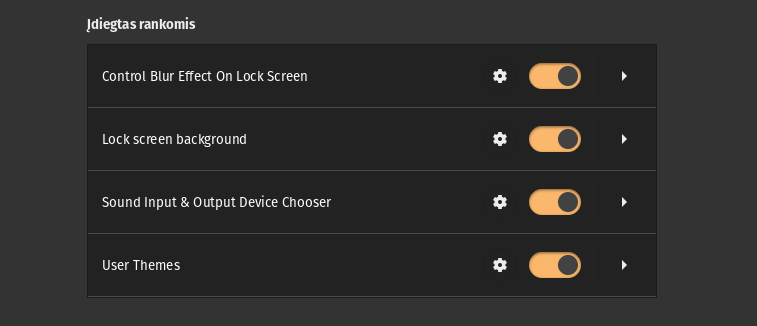 Įdiegtas rankomis
Control Blur Effect On Lock Screen
Lock screen background
Sound Input & Output Device Chooser
User Themes